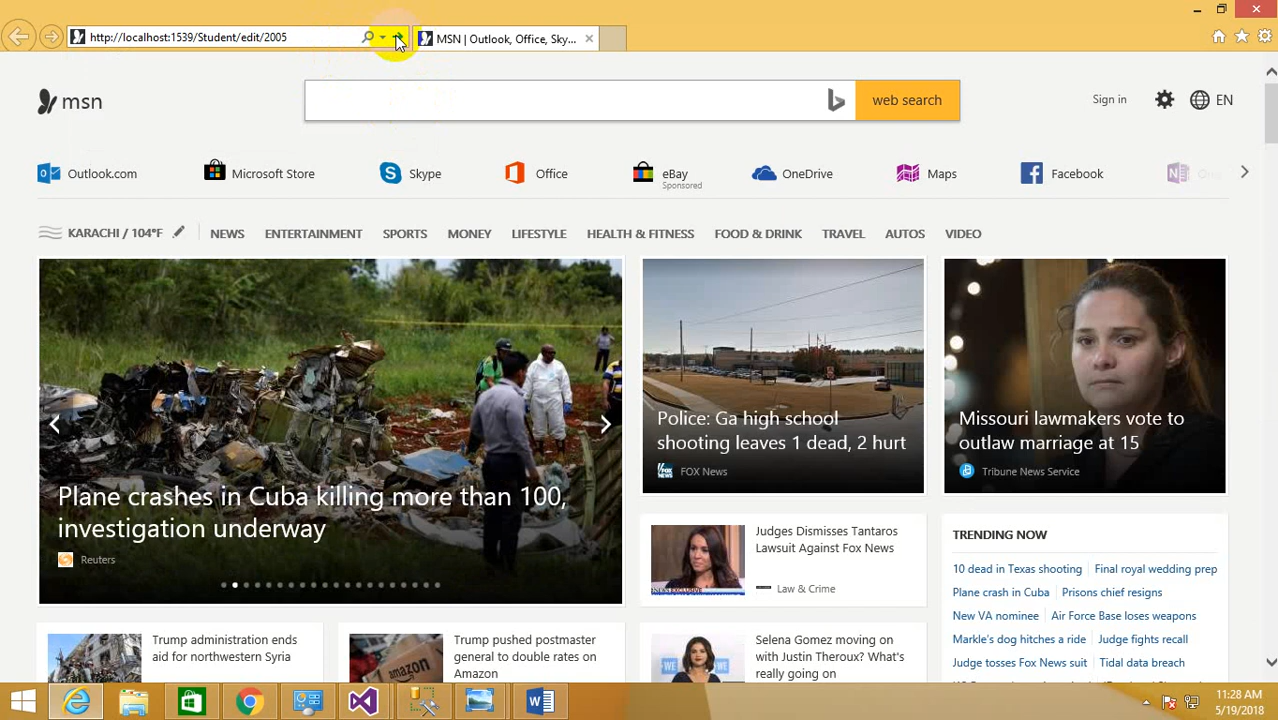 http://localhost:1539/Student/edit/2005
MSN | Outlook, Office, Sky...
msn
web search
Sign in
EN
Outlook.com
Microsoft Store
Skype
Office
eBay
Sponsored
OneDrive
Maps
Facebook
KARACHI / 104°F
NEWS
ENTERTAINMENT
SPORTS
MONEY
LIFESTYLE
HEALTH & FITNESS
FOOD & DRINK
TRAVEL
AUTOS
VIDEO
Plane crashes in Cuba killing more than 100,
investigation underway
Reuters
Police: Ga high school
shooting leaves 1 dead, 2 hurt
FOX News
Missouri lawmakers vote to
outlaw marriage at 15
Tribune News Service
Judges Dismisses Tantaros
Lawsuit Against Fox News
Law & Crime
TRENDING NOW
10 dead in Texas shooting
Final royal wedding prep
Plane crash in Cuba
Prisons chief resigns
New VA nominee
Air Force Base loses weapons
Markle's dog hitches a ride
Judge fights recall
Judge tosses Fox News suit
Tidal data breach
Trump administration ends
aid for northwestern Syria
Trump pushed postmaster
general to double rates on
Amazon
Selena Gomez moving on
with Justin Theroux? What's
really going on
11:28 AM
5/19/2018